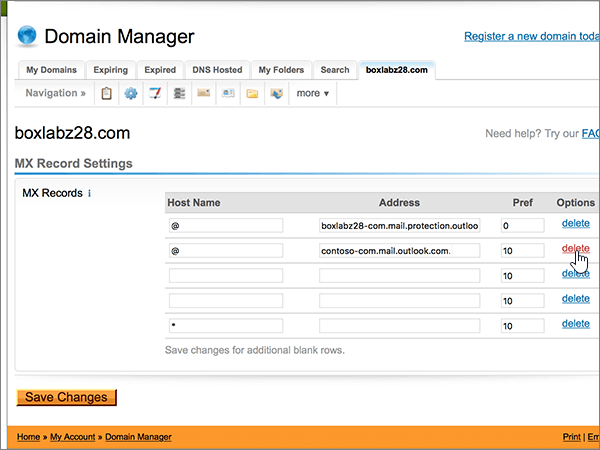 Domain Manager
Register a new domain toda
My Domains Expiring Expired DNS Hosted My Folders Search boxlabz28.com
Navigation » more ▾
boxlabz28.com
Need help? Try our FAQ
MX Record Settings
MX Records i
Host Name Address Pref Options
@ boxlabz28-com.mail.protection.outloo 0 delete
@ contoso-com.mail.outlook.com. 10 delete
10 delete
10 delete
* 10 delete
Save changes for additional blank rows.
Save Changes
Home » My Account » Domain Manager
Print | Em